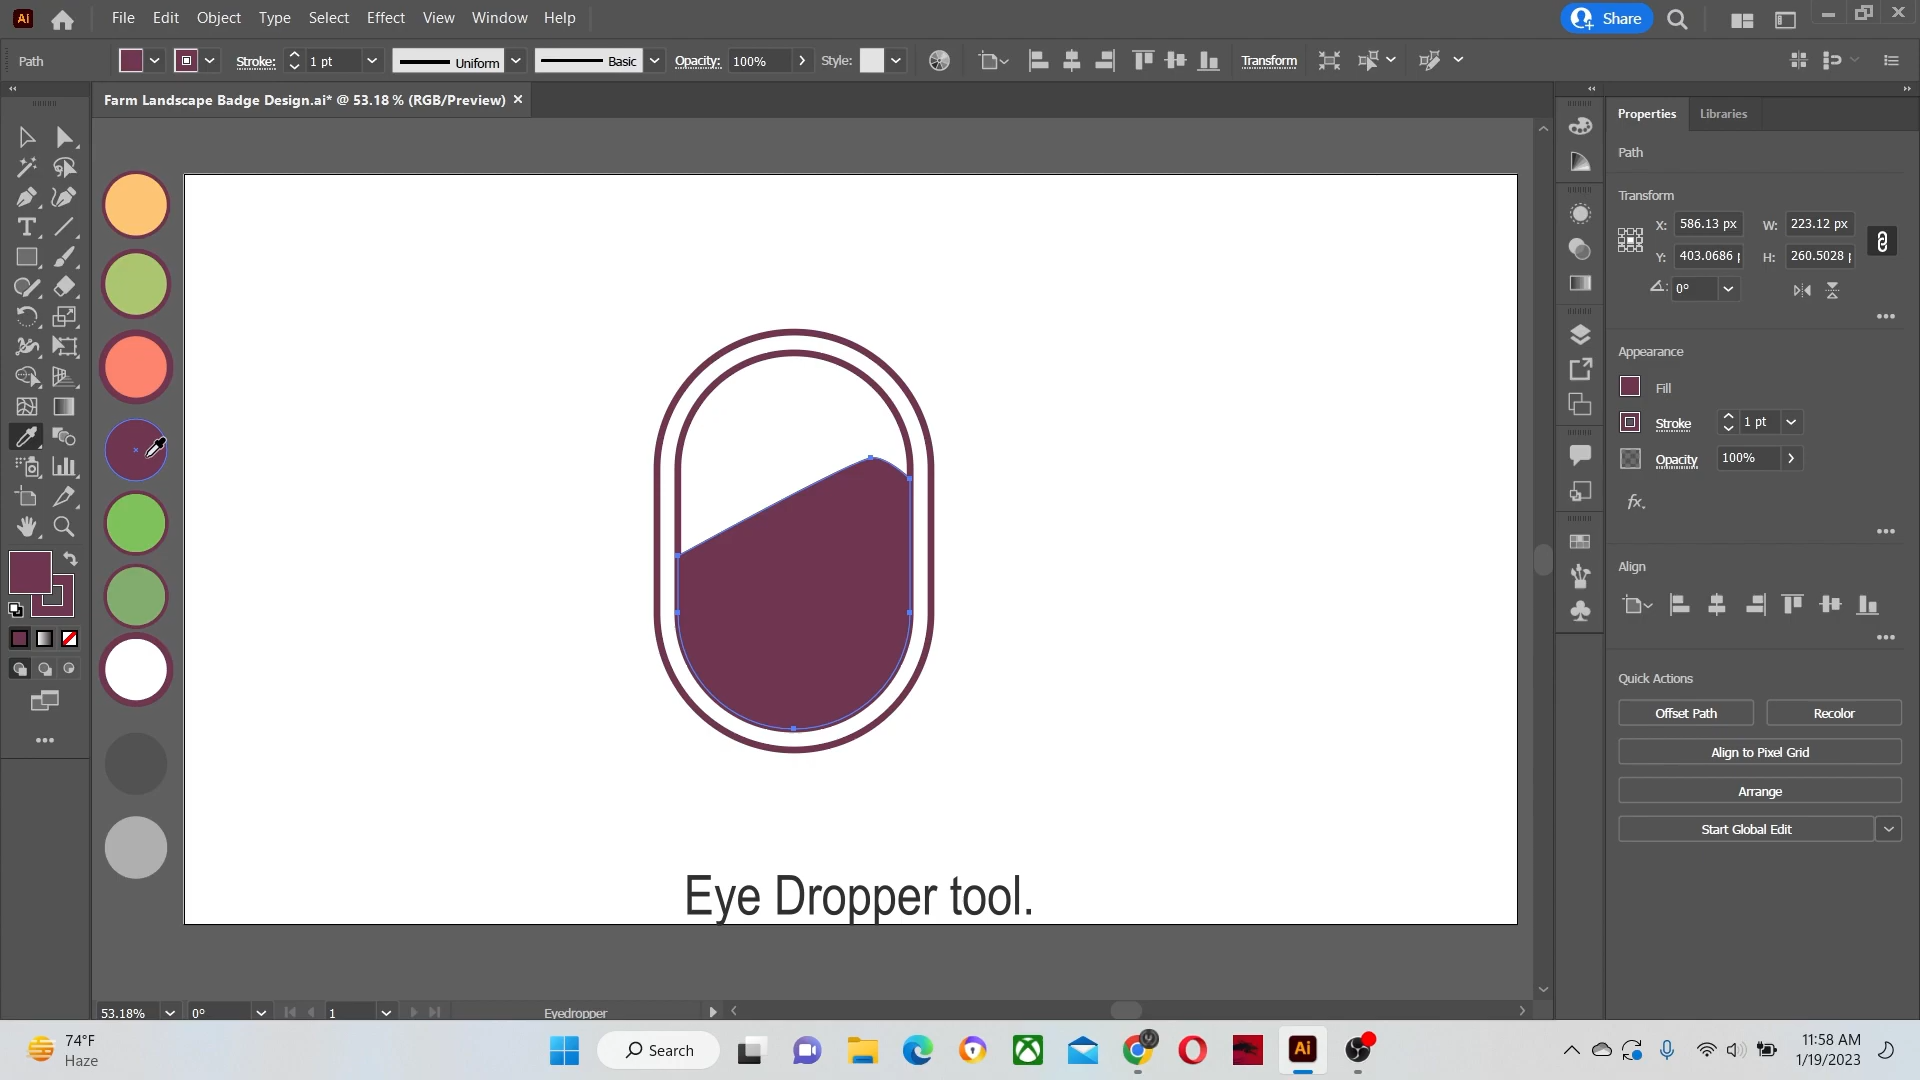 Ai File Edit Object Type Select Effect View Window Help Share
Path Stroke: 1 pt Uniform Basic Opacity: 100% Style: Transform
Farm Landscape Badge Design.ai* @ 53.18 % (RGB/Preview)
Properties Libraries
Path
Transform
X: 586.13 px W: 223.12 px
Y: 403.0686 H: 260.5028
0°
Appearance
Fill
Stroke 1 pt
Opacity 100%
fx.
Align
Quick Actions
Offset Path Recolor
Align to Pixel Grid
Arrange
Start Global Edit
Eye Dropper tool.
53.18% 0° 1 Eyedropper
74°F
Haze
Search
Ai
11:58 AM
1/19/2023